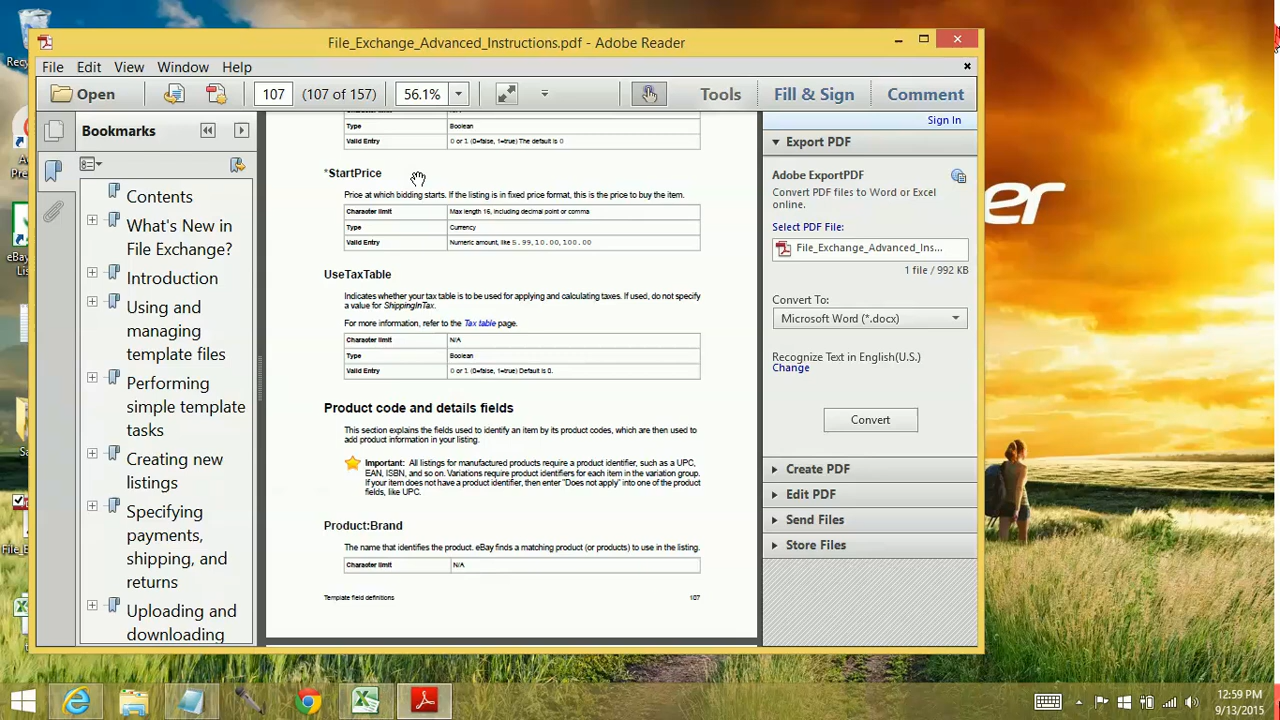 File_Exchange_Advanced_Instructions.pdf - Adobe Reader
File Edit View Window Help
Open 107 (107 of 157) 56.1% Tools Fill & Sign Comment
Bookmarks
Contents
What's New in
File Exchange?
Introduction
Using and
managing
template files
Performing
simple template
tasks
Creating new
listings
Specifying
payments,
shipping, and
returns
Uploading and
downloading
Type Boolean
Valid Entry 0 or 1 (0=false, 1=true) The default is 0
*StartPrice
Price at which bidding starts. If the listing is in fixed price format, this is the price to buy the item.
Character limit Max length 16, including decimal point or comma
Type Currency
Valid Entry Numeric amount, like 5.99,10.00,100.00
UseTaxTable
Indicates whether your tax table is to be used for applying and calculating taxes. If used, do not specify
a value for ShippingInTax.
For more information, refer to the Tax table page.
Character limit N/A
Type Boolean
Valid Entry 0 or 1 (0=false, 1=true) Default is 0.
Product code and details fields
This section explains the fields used to identify an item by its product codes, which are then used to
add product information in your listing.
Important: All listings for manufactured products require a product identifier, such as a UPC,
EAN, ISBN, and so on. Variations require product identifiers for each item in the variation group.
If your item does not have a product identifier, then enter "Does not apply" into one of the product
fields, like UPC.
Product:Brand
The name that identifies the product. eBay finds a matching product (or products) to use in the listing.
Character limit N/A
Template field definitions 107
Sign In
Export PDF
Adobe ExportPDF
Convert PDF files to Word or Excel
online.
Select PDF File:
File_Exchange_Advanced_Ins...
1 file / 992 KB
Convert To:
Microsoft Word (*.docx)
Recognize Text in English(U.S.)
Change
Convert
Create PDF
Edit PDF
Send Files
Store Files
12:59 PM
9/13/2015